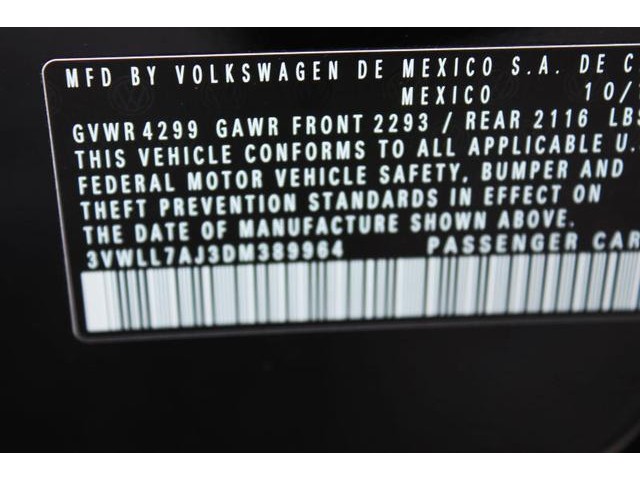 MFD BY VOLKSWAGEN DE MEXICO S.A. DE C.
MEXICO 10/
GVWR 4299 GAWR FRONT 2293 / REAR 2116 LBS
THIS VEHICLE CONFORMS TO ALL APPLICABLE U.
FEDERAL MOTOR VEHICLE SAFETY, BUMPER AND
THEFT PREVENTION STANDARDS IN EFFECT ON
THE DATE OF MANUFACTURE SHOWN ABOVE.
3VWLL7AJ3DM389964 PASSENGER CAR